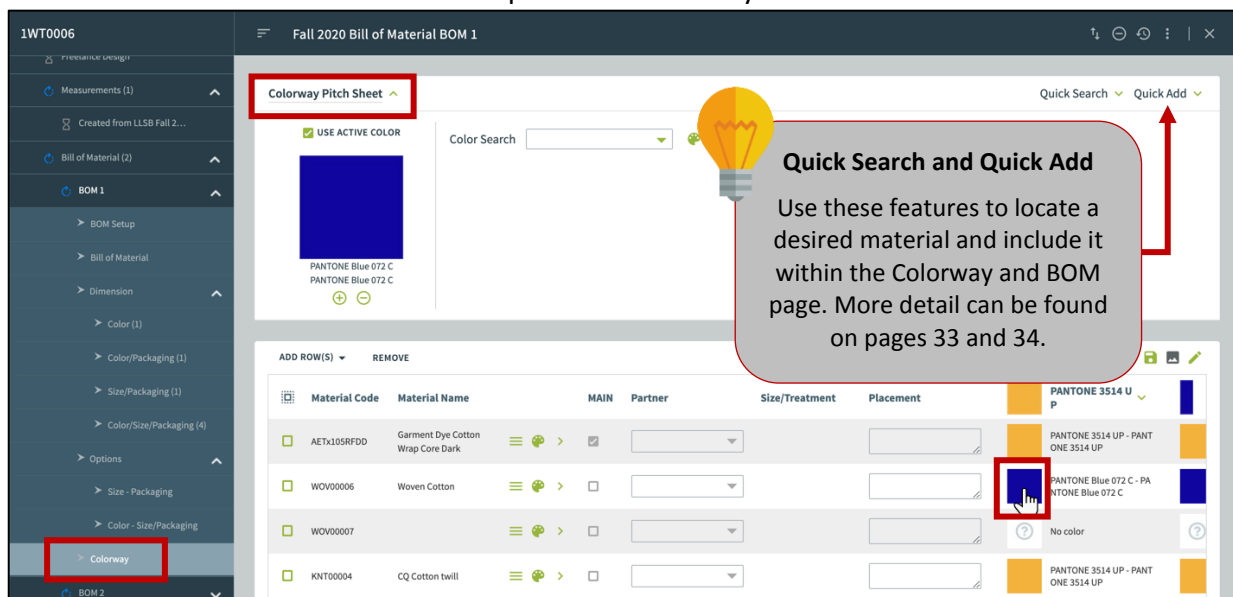 1WT0006
Fall 2020 Bill of Material BOM 1
Freelance Design
Measurements (1)
Created from LLSB Fall 2...
Bill of Material (2)
BOM 1
BOM Setup
Bill of Material
Dimension
Color (1)
Color/Packaging (1)
Size/Packaging (1)
Color/Size/Packaging (4)
Options
Size - Packaging
Color - Size/Packaging
Colorway
BOM 2
Colorway Pitch Sheet
Quick Search Quick Add
USE ACTIVE COLOR
Color Search
PANTONE Blue 072 C
PANTONE Blue 072 C
Quick Search and Quick Add
Use these features to locate a
desired material and include it
within the Colorway and BOM
page. More detail can be found
on pages 33 and 34.
ADD ROW(S) REMOVE
Material Code Material Name MAIN Partner Size/Treatment Placement PANTONE 3514 U
P
AETx105RFDD Garment Dye Cotton
Wrap Core Dark
PANTONE 3514 UP - PANT
ONE 3514 UP
WOV00006 Woven Cotton
PANTONE Blue 072 C - PA
NTONE Blue 072 C
WOV00007 No color
KNT00004 CQ Cotton twill
PANTONE 3514 UP - PANT
ONE 3514 UP